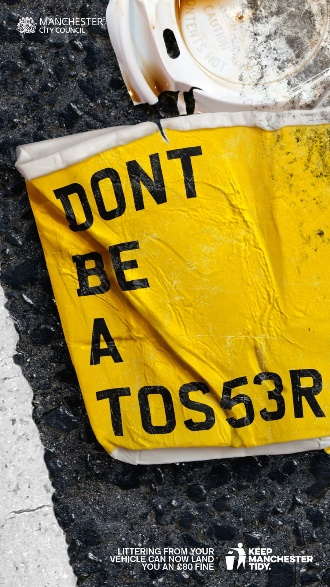 MANCHESTER
CITY COUNCIL
DONT
BE
A
TOS53R
LITTERING FROM YOUR
VEHICLE CAN NOW LAND
YOU AN £80 FINE
KEEP
MANCHESTER
TIDY.